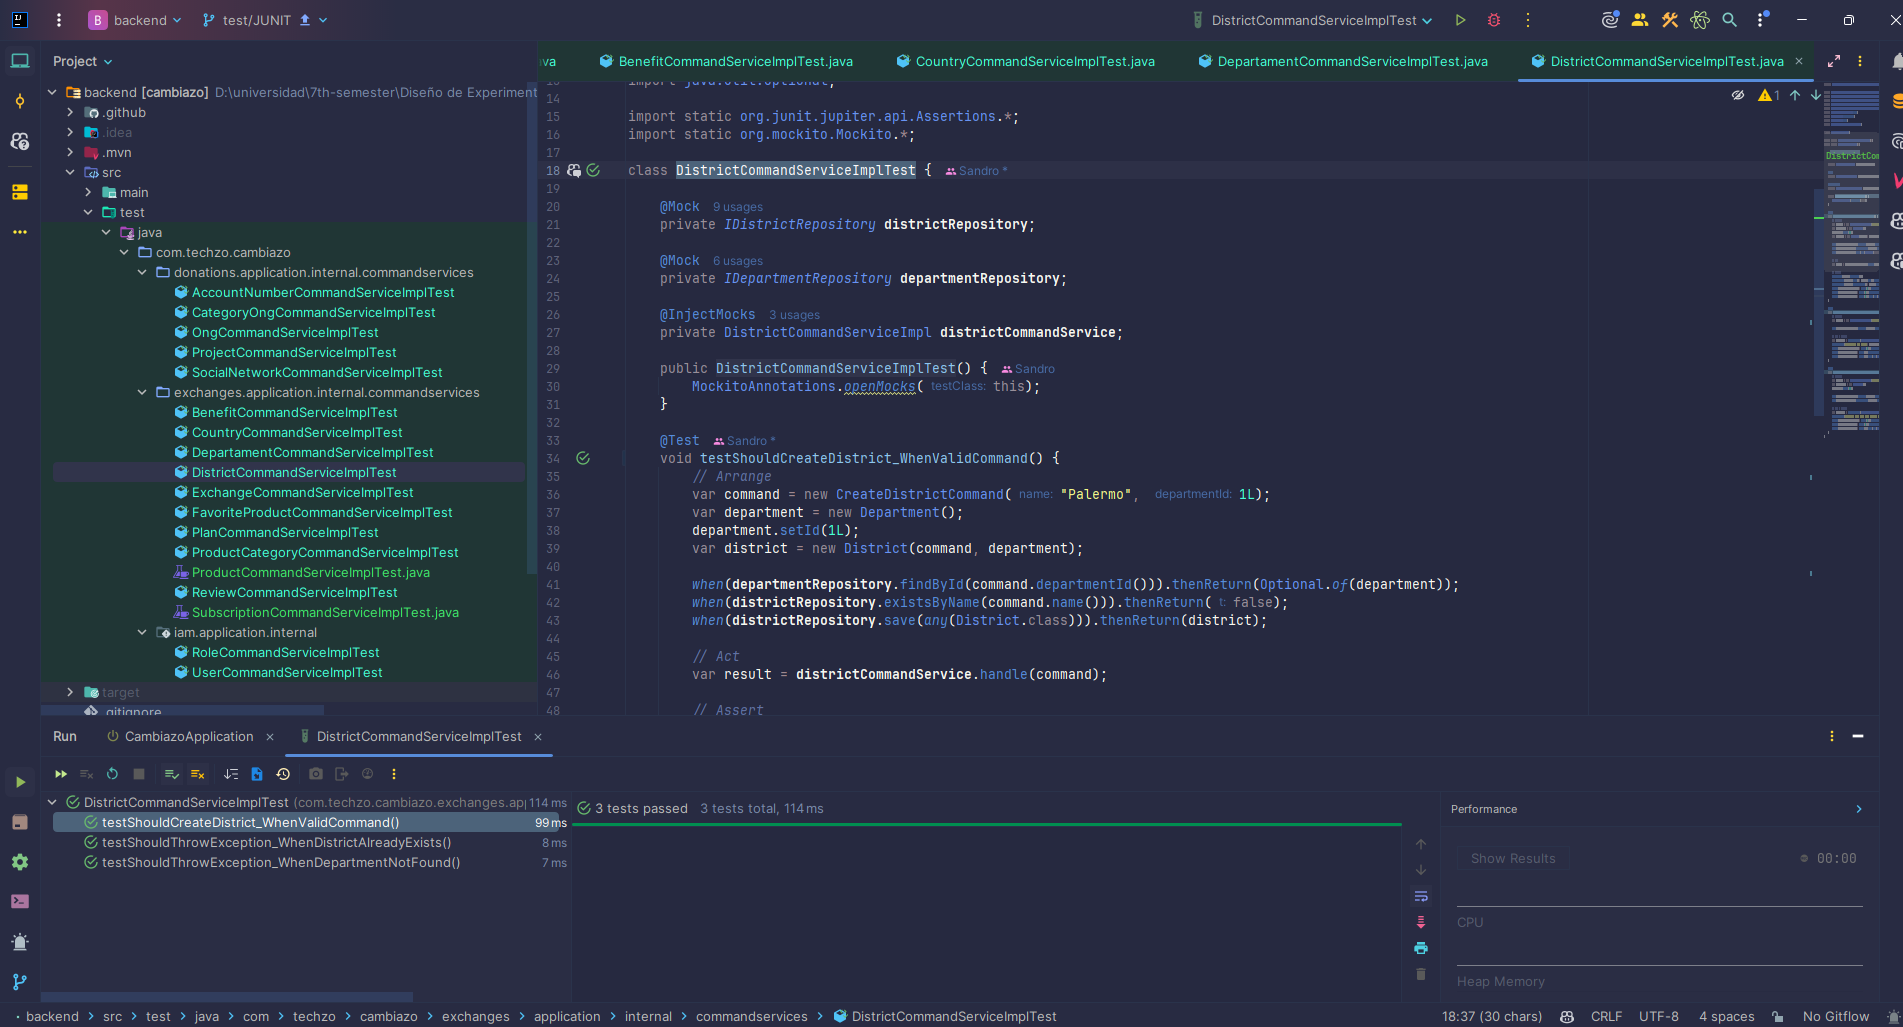 B backend test/JUNIT DistrictCommandServiceImplTest
Project
backend [cambiazo] D:\universidad\7th-semester\Diseño de Experiment
.github
.idea
.mvn
src
main
test
java
com.techzo.cambiazo
donations.application.internal.commandservices
AccountNumberCommandServiceImplTest
CategoryOngCommandServiceImplTest
OngCommandServiceImplTest
ProjectCommandServiceImplTest
SocialNetworkCommandServiceImplTest
exchanges.application.internal.commandservices
BenefitCommandServiceImplTest
CountryCommandServiceImplTest
DepartamentCommandServiceImplTest
DistrictCommandServiceImplTest
ExchangeCommandServiceImplTest
FavoriteProductCommandServiceImplTest
PlanCommandServiceImplTest
ProductCategoryCommandServiceImplTest
ProductCommandServiceImplTest.java
ReviewCommandServiceImplTest
SubscriptionCommandServiceImplTest.java
iam.application.internal
RoleCommandServiceImplTest
UserCommandServiceImplTest
target
.gitignore
va BenefitCommandServiceImplTest.java CountryCommandServiceImplTest.java DepartamentCommandServiceImplTest.java DistrictCommandServiceImplTest.java
1
13 import java.util.Optional;
14
15 import static org.junit.jupiter.api.Assertions.*;
16 import static org.mockito.Mockito.*;
17
18 class DistrictCommandServiceImplTest { Sandro *
19
20 @Mock 9 usages
21 private IDistrictRepository districtRepository;
22
23 @Mock 6 usages
24 private IDepartmentRepository departmentRepository;
25
26 @InjectMocks 3 usages
27 private DistrictCommandServiceImpl districtCommandService;
28
29 public DistrictCommandServiceImplTest() { Sandro
30 MockitoAnnotations.openMocks( testClass: this);
31 }
32
33 @Test Sandro *
34 void testShouldCreateDistrict_WhenValidCommand() {
35 // Arrange
36 var command = new CreateDistrictCommand( name: "Palermo", departmentId: 1L);
37 var department = new Department();
38 department.setId(1L);
39 var district = new District(command, department);
40
41 when(departmentRepository.findById(command.departmentId())).thenReturn(Optional.of(department));
42 when(districtRepository.existsByName(command.name())).thenReturn( t: false);
43 when(districtRepository.save(any(District.class))).thenReturn(district);
44
45 // Act
46 var result = districtCommandService.handle(command);
47
48 // Assert
DistrictCom
Run CambiazoApplication DistrictCommandServiceImplTest
DistrictCommandServiceImplTest (com.techzo.cambiazo.exchanges.ap 114 ms
testShouldCreateDistrict_WhenValidCommand() 99 ms
testShouldThrowException_WhenDistrictAlreadyExists() 8 ms
testShouldThrowException_WhenDepartmentNotFound() 7 ms
3 tests passed 3 tests total, 114 ms
Performance
Show Results 00:00
CPU
Heap Memory
backend > src > test > java > com > techzo > cambiazo > exchanges > application > internal > commandservices > DistrictCommandServiceImplTest 18:37 (30 chars) CRLF UTF-8 4 spaces No Gitflow